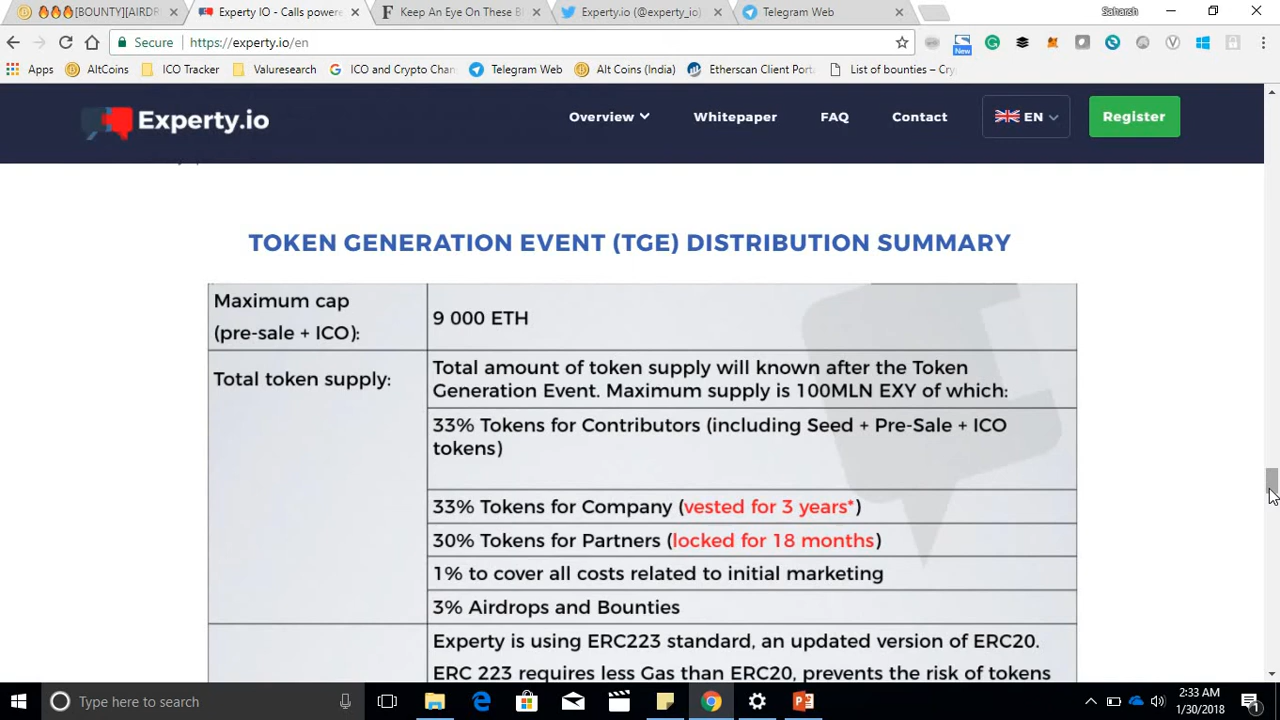 🔥🔥🔥[BOUNTY][AIRDR
Experty IO - Calls powere
Keep An Eye On These B
Experty.io (@experty_io)
Telegram Web
Saharsh
Secure
https://experty.io/en
New
Apps
AltCoins
ICO Tracker
Valuresearch
ICO and Crypto Chan
Telegram Web
Alt Coins (India)
Etherscan Client Port
List of bounties – Cry
Experty.io
Overview
Whitepaper
FAQ
Contact
EN
Register
TOKEN GENERATION EVENT (TGE) DISTRIBUTION SUMMARY
Maximum cap
(pre-sale + ICO):
9 000 ETH
Total token supply:
Total amount of token supply will known after the Token
Generation Event. Maximum supply is 100MLN EXY of which:
33% Tokens for Contributors (including Seed + Pre-Sale + ICO
tokens)
33% Tokens for Company (vested for 3 years*)
30% Tokens for Partners (locked for 18 months)
1% to cover all costs related to initial marketing
3% Airdrops and Bounties
Experty is using ERC223 standard, an updated version of ERC20.
ERC 223 requires less Gas than ERC20, prevents the risk of tokens
Type here to search
2:33 AM
1/30/2018